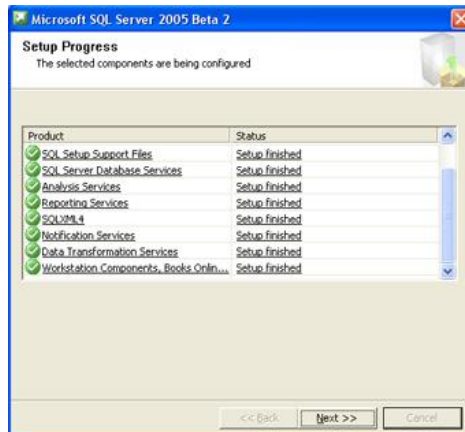 Microsoft SQL Server 2005 Beta 2
Setup Progress
The selected components are being configured
Product Status
SQL Setup Support Files Setup finished
SQL Server Database Services Setup finished
Analysis Services Setup finished
Reporting Services Setup finished
SQLXML4 Setup finished
Notification Services Setup finished
Data Transformation Services Setup finished
Workstation Components, Books Onlin... Setup finished
<< Back Next >> Cancel